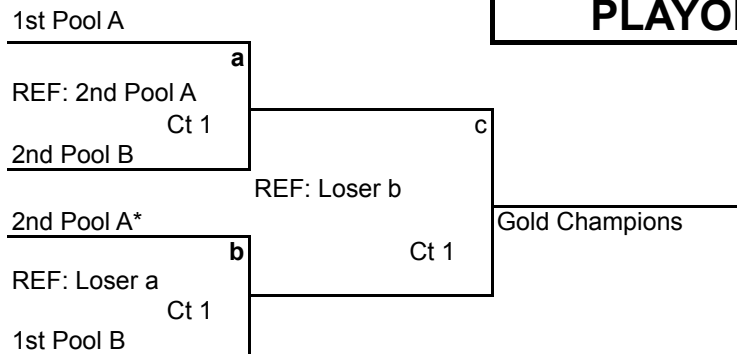 1st Pool A
a
REF: 2nd Pool A
Ct 1
2nd Pool B
c
REF: Loser b
2nd Pool A*
Gold Champions
b
Ct 1
REF: Loser a
Ct 1
1st Pool B